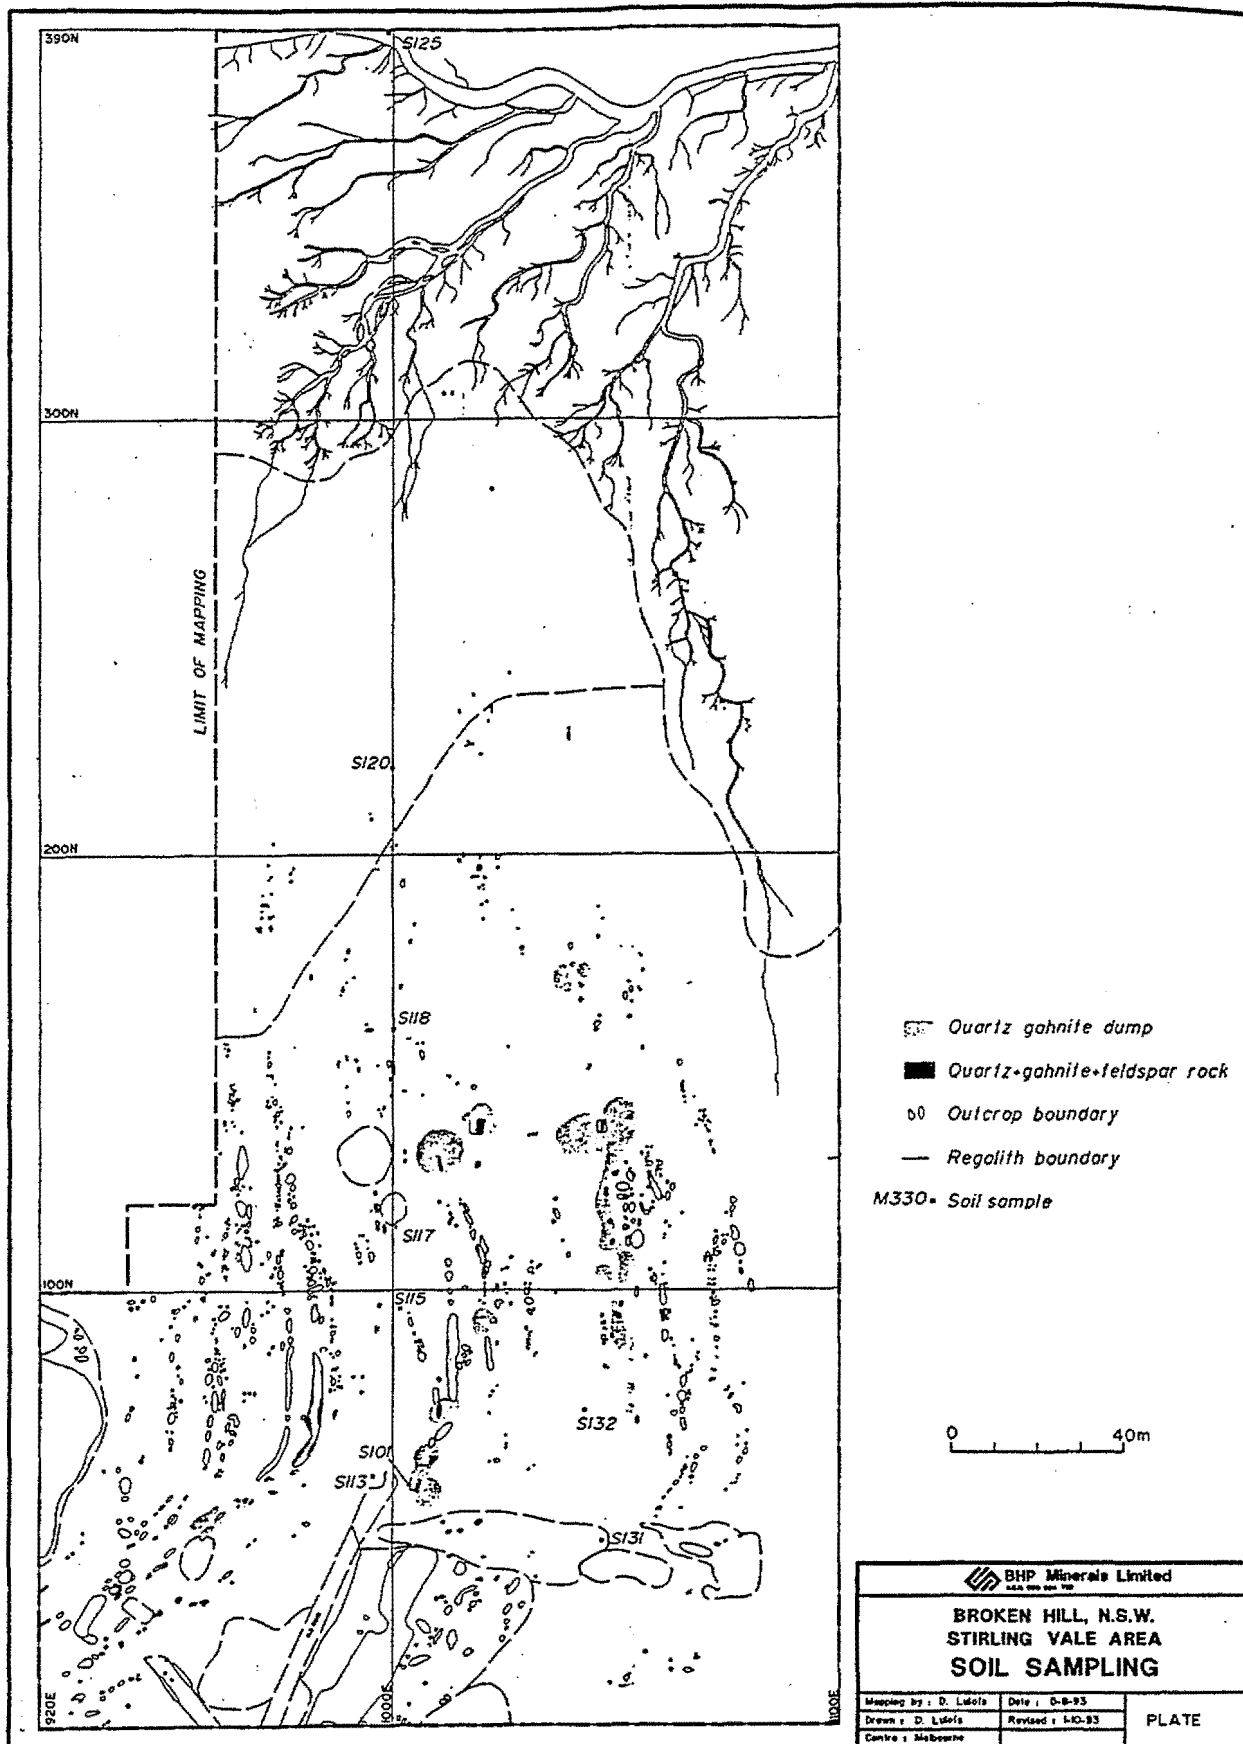 390N
S125
300N
LIMIT OF MAPPING
S120
200N
S118
S117
100N
S115
S132
S101
S113
S131
920E
1000E
1100E
Quartz gahnite dump
Quartz+gahnite+feldspar rock
Outcrop boundary
Regolith boundary
M330• Soil sample
0 40m
BHP Minerals Limited
BROKEN HILL, N.S.W.
STIRLING VALE AREA
SOIL SAMPLING
Mapping by : D. Date :
Drawn : D. Revised :
Centre : Melbourne
PLATE